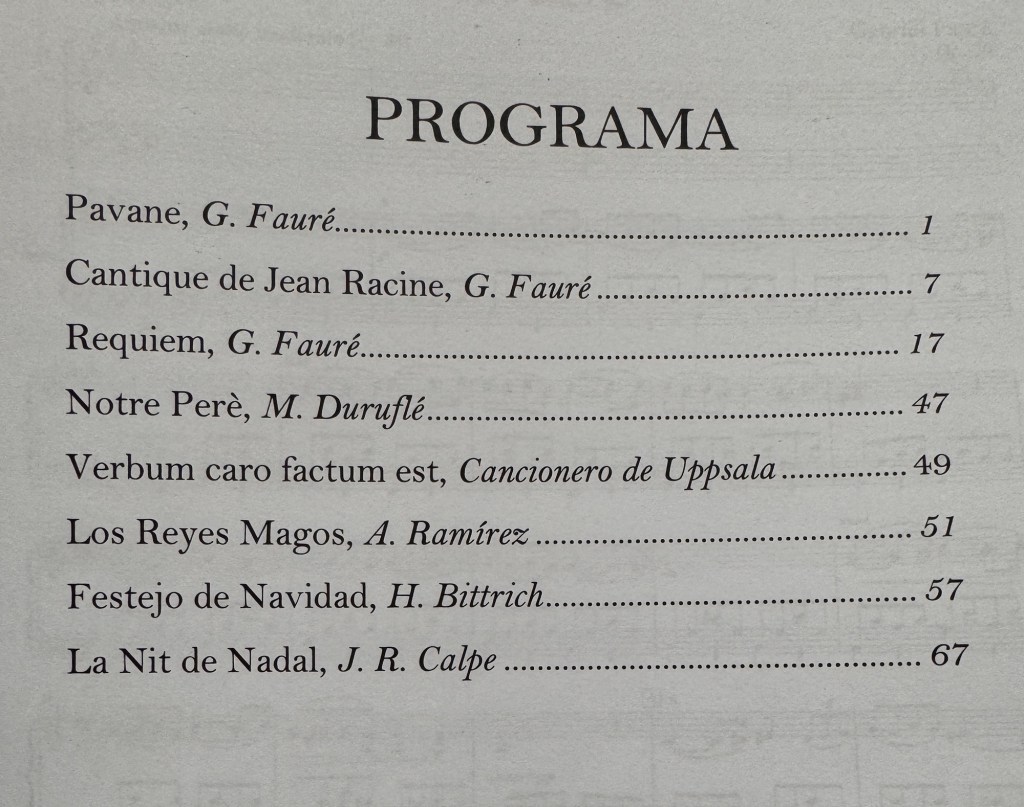 PROGRAMA
Pavane, G. Fauré.................................................................................... 1
Cantique de Jean Racine, G. Fauré............................................... 7
Requiem, G. Fauré................................................................................ 17
Notre Perè, M. Duruflé...................................................................... 47
Verbum caro factum est, Cancionero de Uppsala.................. 49
Los Reyes Magos, A. Ramírez........................................................ 51
Festejo de Navidad, H. Bittrich...................................................... 57
La Nit de Nadal, J. R. Calpe............................................................. 67